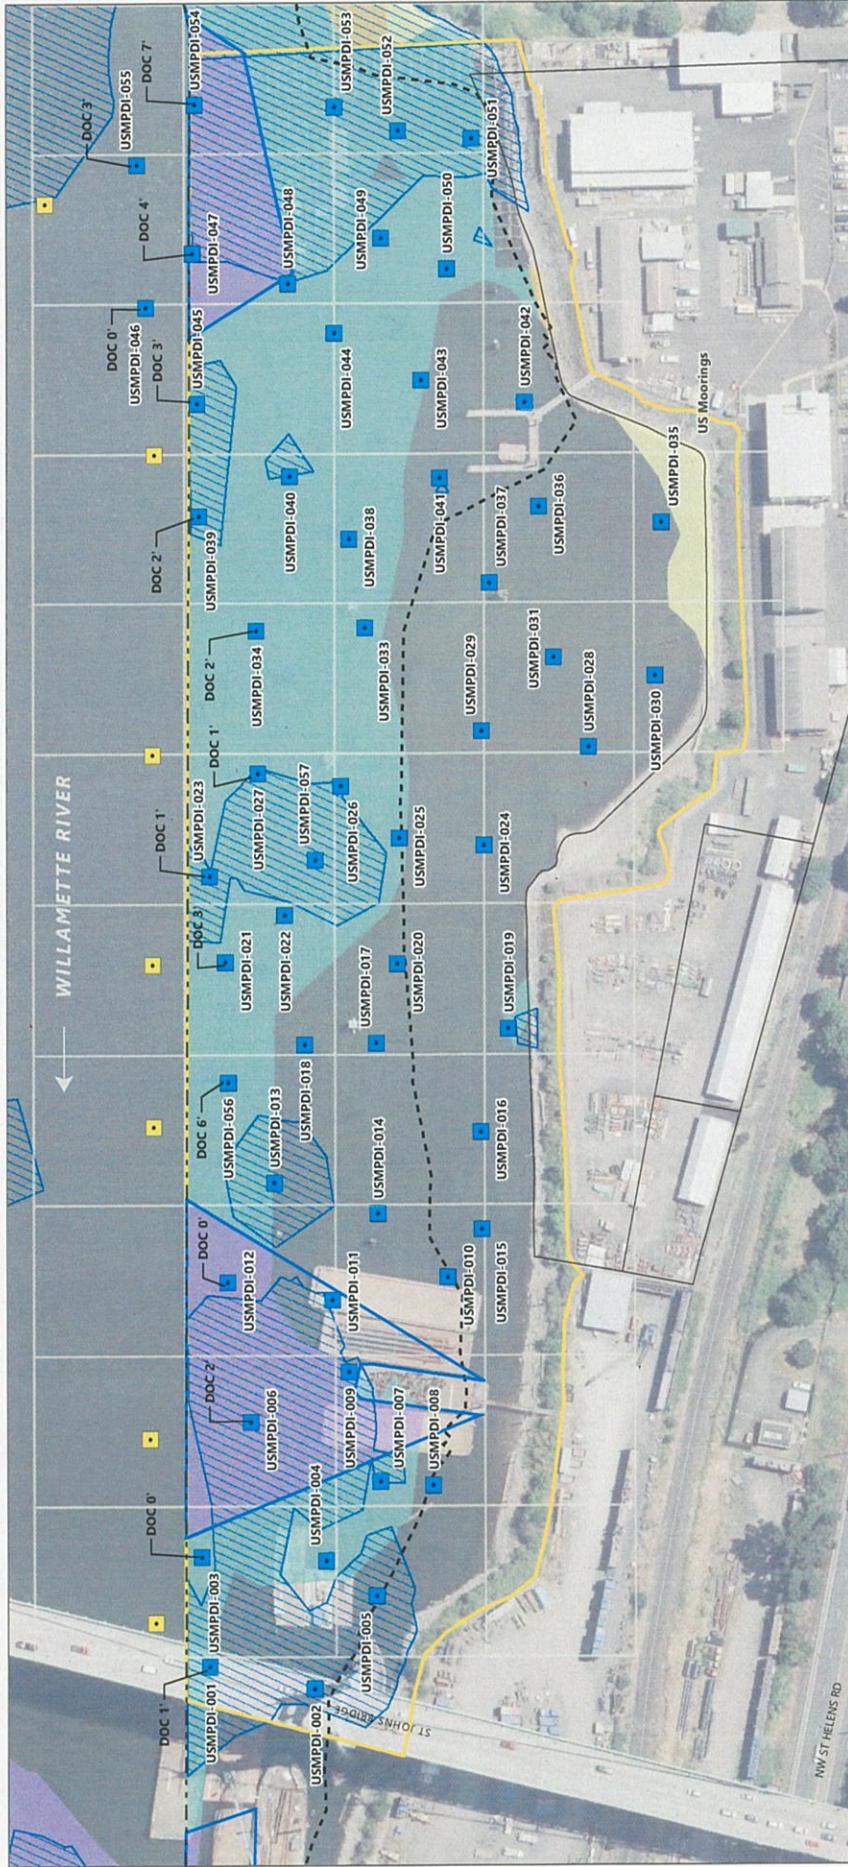 WILLAMETTE RIVER
DOC 1'
USMPDI-001
USMPDI-002
USMPDI-003
DOC 0'
USMPDI-004
USMPDI-005
DOC 2'
USMPDI-006
USMPDI-007
USMPDI-008
USMPDI-009
USMPDI-010
USMPDI-011
DOC 0'
USMPDI-012
USMPDI-013
USMPDI-014
USMPDI-015
USMPDI-016
USMPDI-017
USMPDI-018
USMPDI-019
USMPDI-020
DOC 6'
USMPDI-056
DOC 3'
USMPDI-021
USMPDI-022
DOC 1'
USMPDI-023
USMPDI-024
USMPDI-025
USMPDI-026
DOC 1'
USMPDI-027
USMPDI-057
USMPDI-028
USMPDI-029
USMPDI-030
USMPDI-031
USMPDI-033
DOC 2'
USMPDI-034
USMPDI-035
USMPDI-036
USMPDI-037
USMPDI-038
DOC 2'
USMPDI-039
USMPDI-040
USMPDI-041
USMPDI-042
USMPDI-043
USMPDI-044
DOC 3'
USMPDI-045
DOC 0'
USMPDI-046
DOC 4'
USMPDI-047
USMPDI-048
USMPDI-049
USMPDI-050
USMPDI-051
USMPDI-052
USMPDI-053
DOC 7'
USMPDI-054
DOC 3'
USMPDI-055
US Moorings
ST JOHNS BRIDGE
NW ST HELENS RD